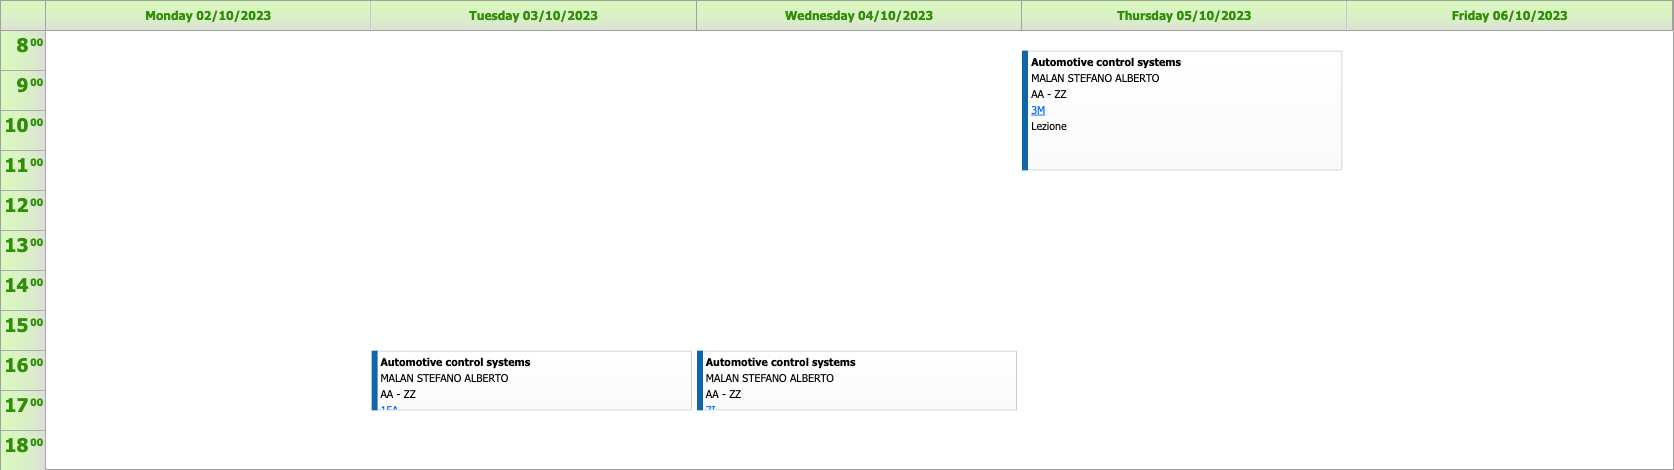 Monday 02/10/2023 Tuesday 03/10/2023 Wednesday 04/10/2023 Thursday 05/10/2023 Friday 06/10/2023
8 00
9 00
10 00
11 00
12 00
13 00
14 00
15 00
16 00
17 00
18 00
Automotive control systems
MALAN STEFANO ALBERTO
AA - ZZ
Automotive control systems
MALAN STEFANO ALBERTO
AA - ZZ
Automotive control systems
MALAN STEFANO ALBERTO
AA - ZZ
3M
Lezione